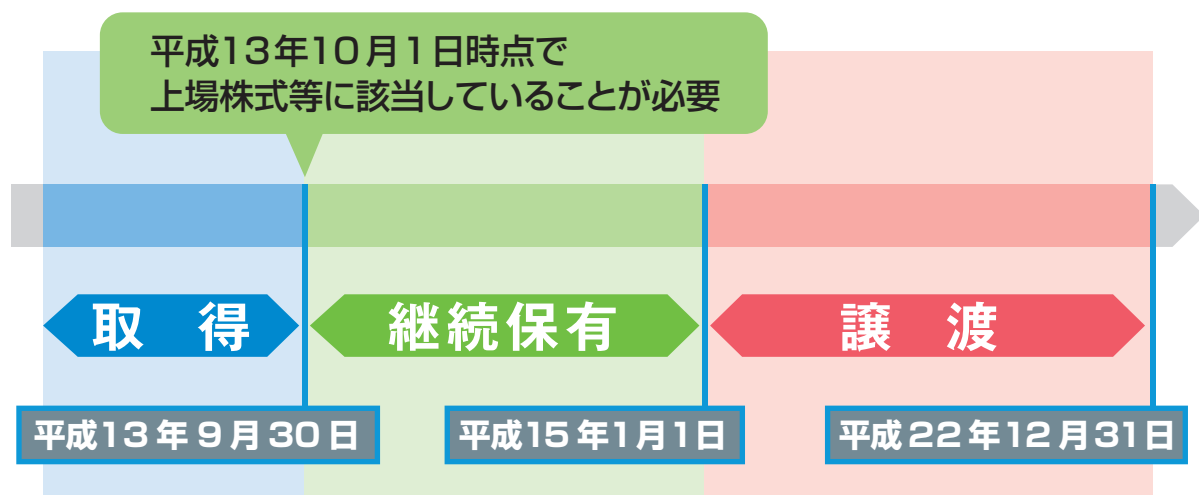 平成13年10月1日時点で
上場株式等に該当していることが必要
取 得
継続保有
譲 渡
平成13年9月30日
平成15年1月1日
平成22年12月31日